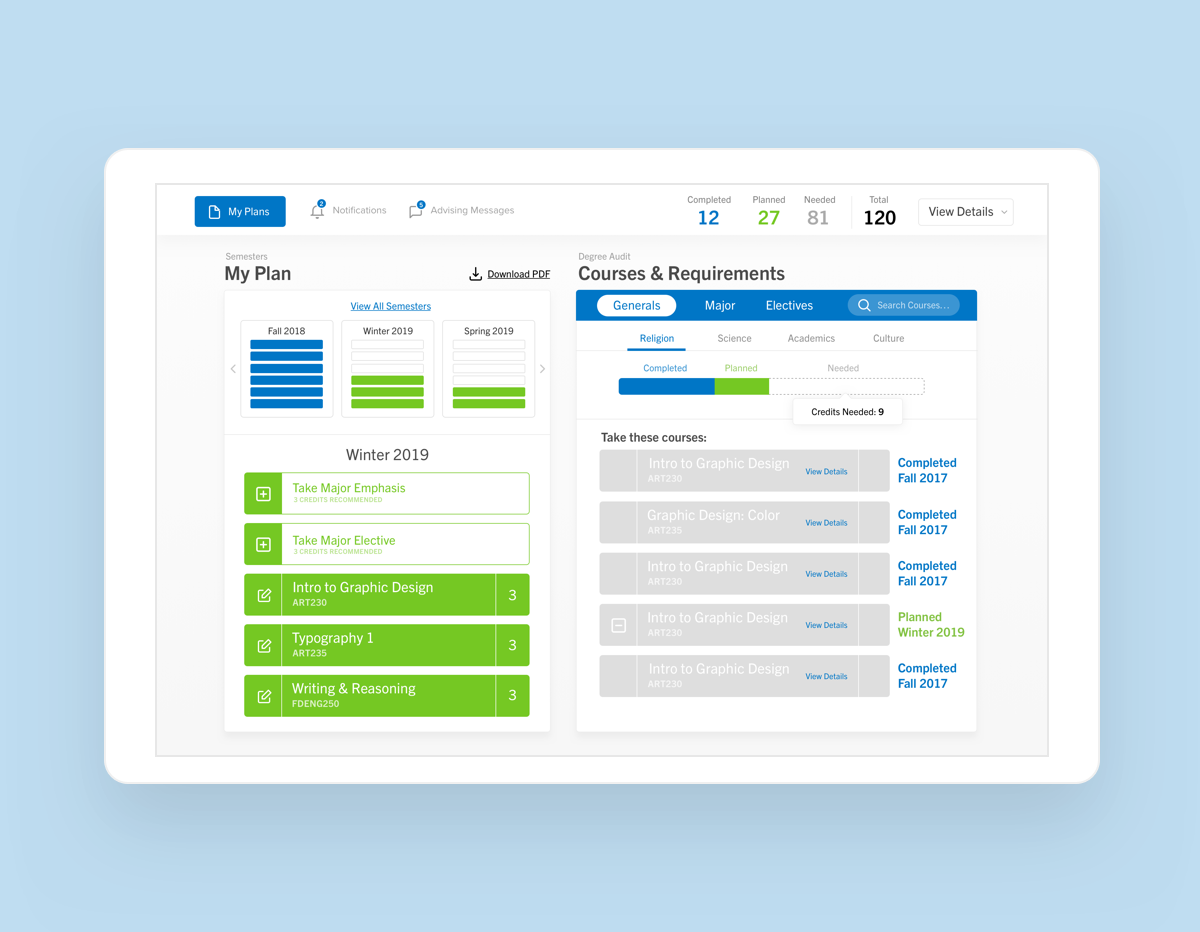 My Plans
2
Notifications
5
Advising Messages
Completed
12
Planned
27
Needed
81
Total
120
View Details
Semesters
My Plan
Download PDF
View All Semesters
Fall 2018
Winter 2019
Spring 2019
Winter 2019
Take Major Emphasis
3 CREDITS RECOMMENDED
Take Major Elective
3 CREDITS RECOMMENDED
Intro to Graphic Design
ART230
3
Typography 1
ART235
3
Writing & Reasoning
FDENG250
3
Degree Audit
Courses & Requirements
Generals
Major
Electives
Search Courses...
Religion
Science
Academics
Culture
Completed
Planned
Needed
Credits Needed: 9
Take these courses:
Intro to Graphic Design
ART230
View Details
Completed
Fall 2017
Graphic Design: Color
ART235
View Details
Completed
Fall 2017
Intro to Graphic Design
ART230
View Details
Completed
Fall 2017
Intro to Graphic Design
ART230
View Details
Planned
Winter 2019
Intro to Graphic Design
ART230
View Details
Completed
Fall 2017